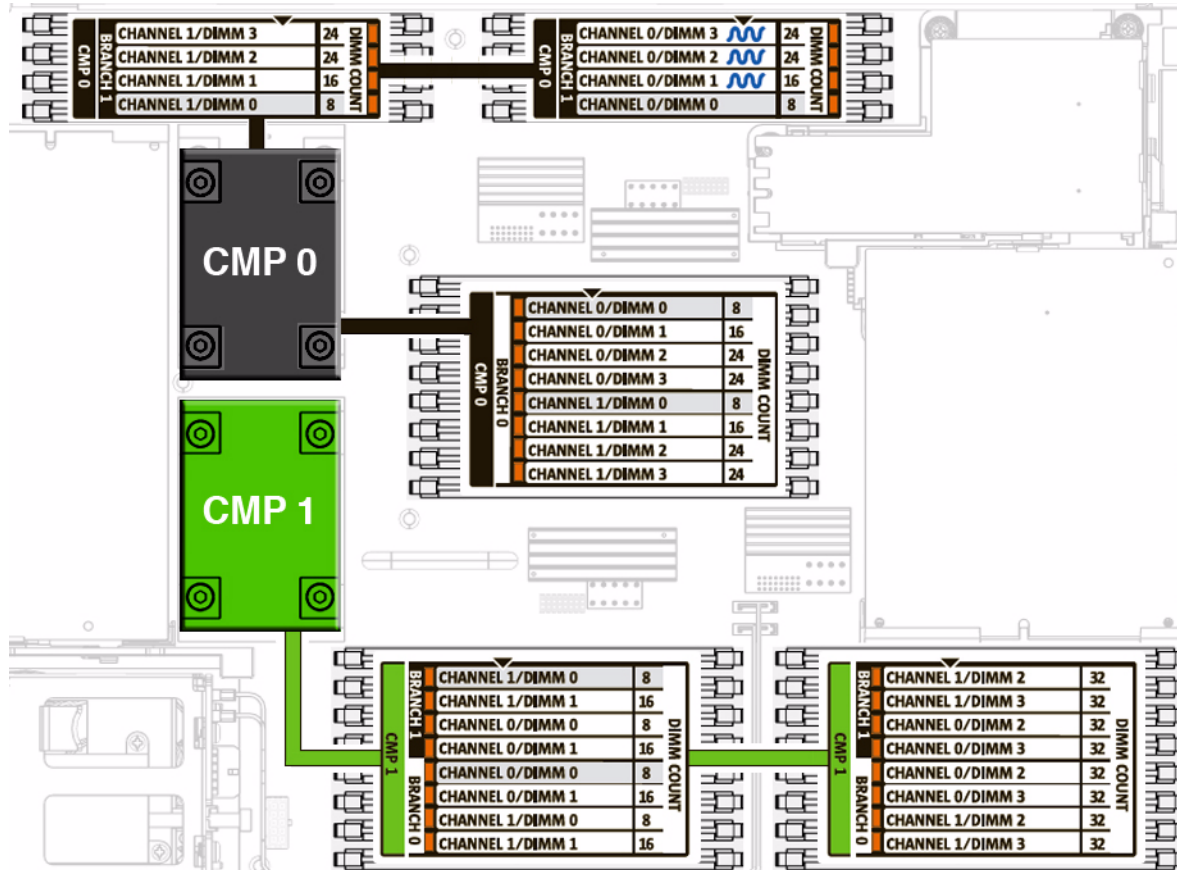 CMP 0
BRANCH 1
CHANNEL 1/DIMM 3 24
CHANNEL 1/DIMM 2 24
CHANNEL 1/DIMM 1 16
CHANNEL 1/DIMM 0 8
DIMM COUNT
CMP 0
BRANCH 1
CHANNEL 0/DIMM 3 24
CHANNEL 0/DIMM 2 24
CHANNEL 0/DIMM 1 16
CHANNEL 0/DIMM 0 8
DIMM COUNT
CMP 0
CMP 0
BRANCH 0
CHANNEL 0/DIMM 0 8
CHANNEL 0/DIMM 1 16
CHANNEL 0/DIMM 2 24
CHANNEL 0/DIMM 3 24
CHANNEL 1/DIMM 0 8
CHANNEL 1/DIMM 1 16
CHANNEL 1/DIMM 2 24
CHANNEL 1/DIMM 3 24
DIMM COUNT
CMP 1
CMP 1
BRANCH 1
CHANNEL 1/DIMM 0 8
CHANNEL 1/DIMM 1 16
CHANNEL 0/DIMM 0 8
CHANNEL 0/DIMM 1 16
BRANCH 0
CHANNEL 0/DIMM 0 8
CHANNEL 0/DIMM 1 16
CHANNEL 1/DIMM 0 8
CHANNEL 1/DIMM 1 16
DIMM COUNT
CMP 1
BRANCH 1
CHANNEL 1/DIMM 2 32
CHANNEL 1/DIMM 3 32
CHANNEL 0/DIMM 2 32
CHANNEL 0/DIMM 3 32
BRANCH 0
CHANNEL 0/DIMM 2 32
CHANNEL 0/DIMM 3 32
CHANNEL 1/DIMM 2 32
CHANNEL 1/DIMM 3 32
DIMM COUNT